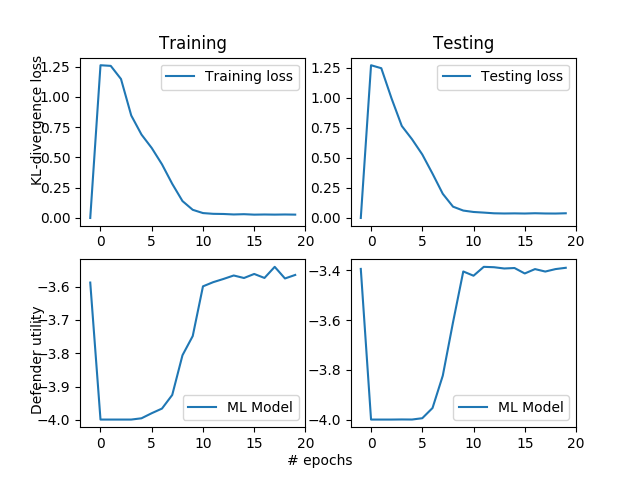 Training
Testing
KL-divergence loss
1.25
1.00
0.75
0.50
0.25
0.00
Training loss
0 5 10 15 20
1.25
1.00
0.75
0.50
0.25
0.00
Testing loss
0 5 10 15 20
Defender utility
−3.6
−3.7
−3.8
−3.9
−4.0
ML Model
0 5 10 15 20
−3.4
−3.6
−3.8
−4.0
ML Model
0 5 10 15 20
# epochs